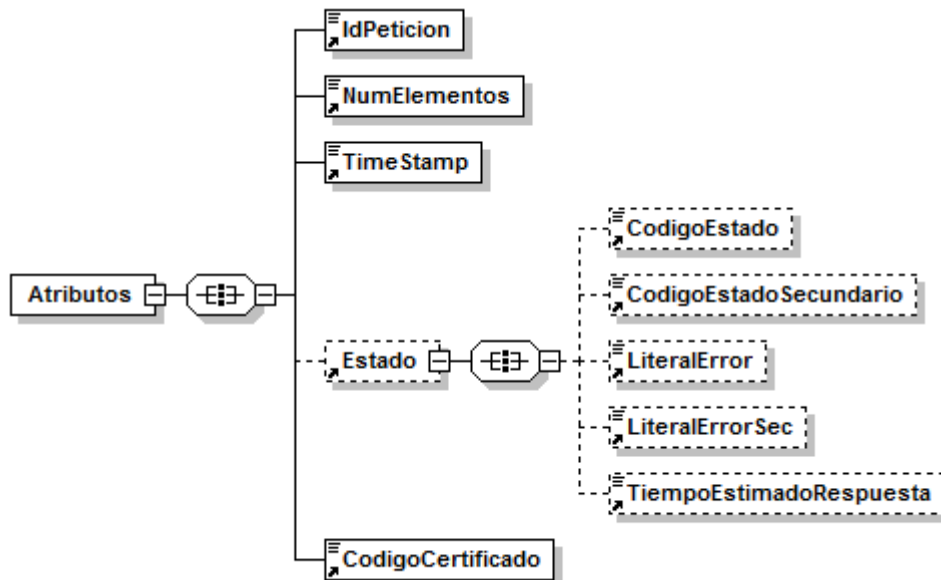 IdPeticion
NumElementos
TimeStamp
CodigoEstado
CodigoEstadoSecundario
Atributos
Estado
LiteralError
LiteralErrorSec
TiempoEstimadoRespuesta
CodigoCertificado